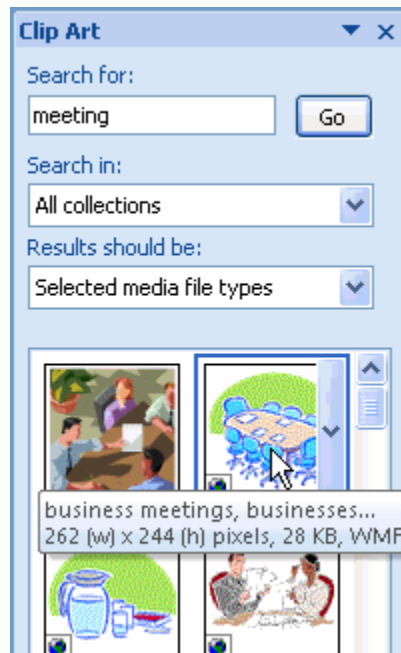 Clip Art
Search for:
meeting
Go
Search in:
All collections
Results should be:
Selected media file types
business meetings, businesses...
262 (w) x 244 (h) pixels, 28 KB, WMF